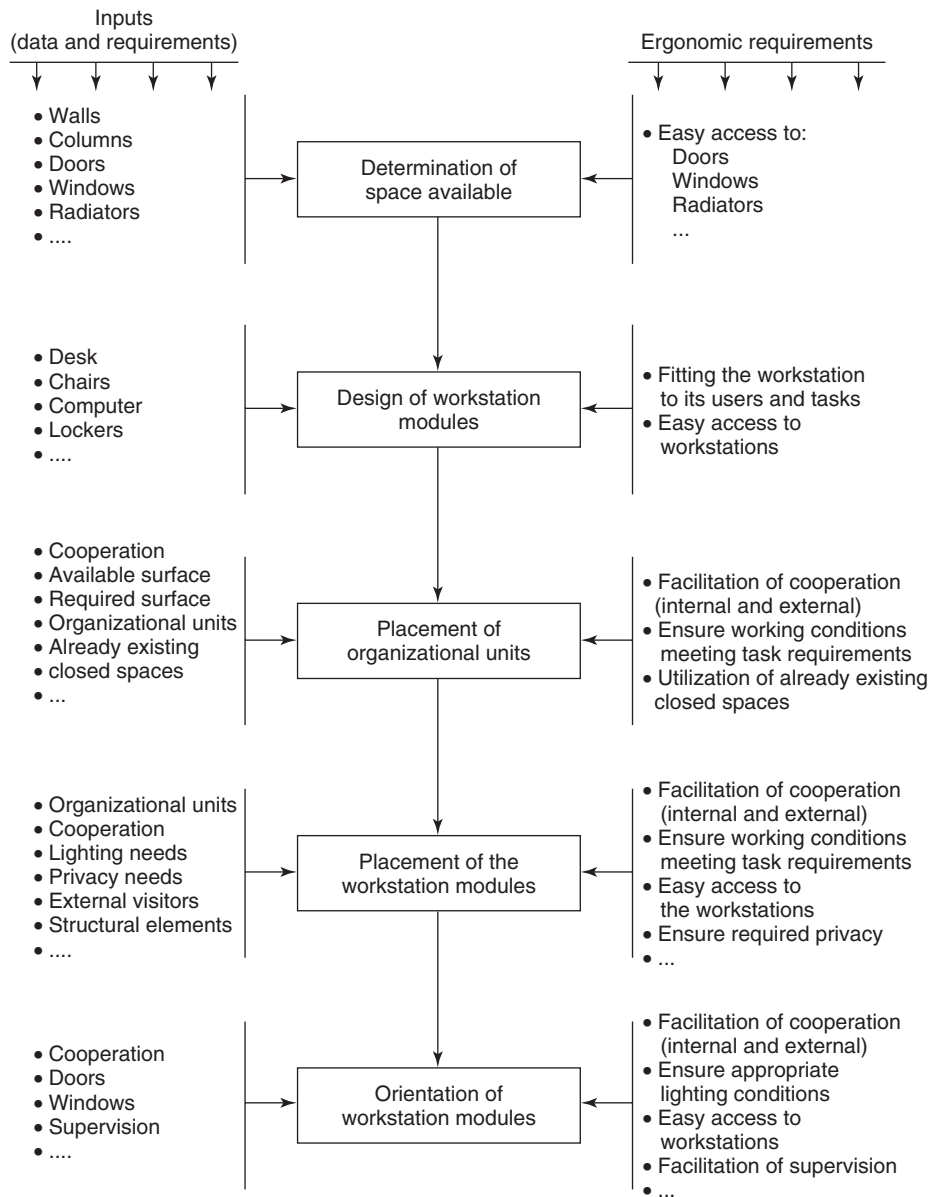 Inputs
(data and requirements)
Ergonomic requirements
• Walls
• Columns
• Doors
• Windows
• Radiators
• ....
Determination of
space available
• Easy access to:
Doors
Windows
Radiators
...
• Desk
• Chairs
• Computer
• Lockers
• ....
Design of workstation
modules
• Fitting the workstation
to its users and tasks
• Easy access to
workstations
• Cooperation
• Available surface
• Required surface
• Organizational units
• Already existing
• closed spaces
• ...
Placement of
organizational units
• Facilitation of cooperation
(internal and external)
• Ensure working conditions
meeting task requirements
• Utilization of already existing
closed spaces
• Organizational units
• Cooperation
• Lighting needs
• Privacy needs
• External visitors
• Structural elements
• ....
Placement of the
workstation modules
• Facilitation of cooperation
(internal and external)
• Ensure working conditions
meeting task requirements
• Easy access to
the workstations
• Ensure required privacy
• ...
• Cooperation
• Doors
• Windows
• Supervision
• ....
Orientation of
workstation modules
• Facilitation of cooperation
(internal and external)
• Ensure appropriate
lighting conditions
• Easy access to
workstations
• Facilitation of supervision
• ...